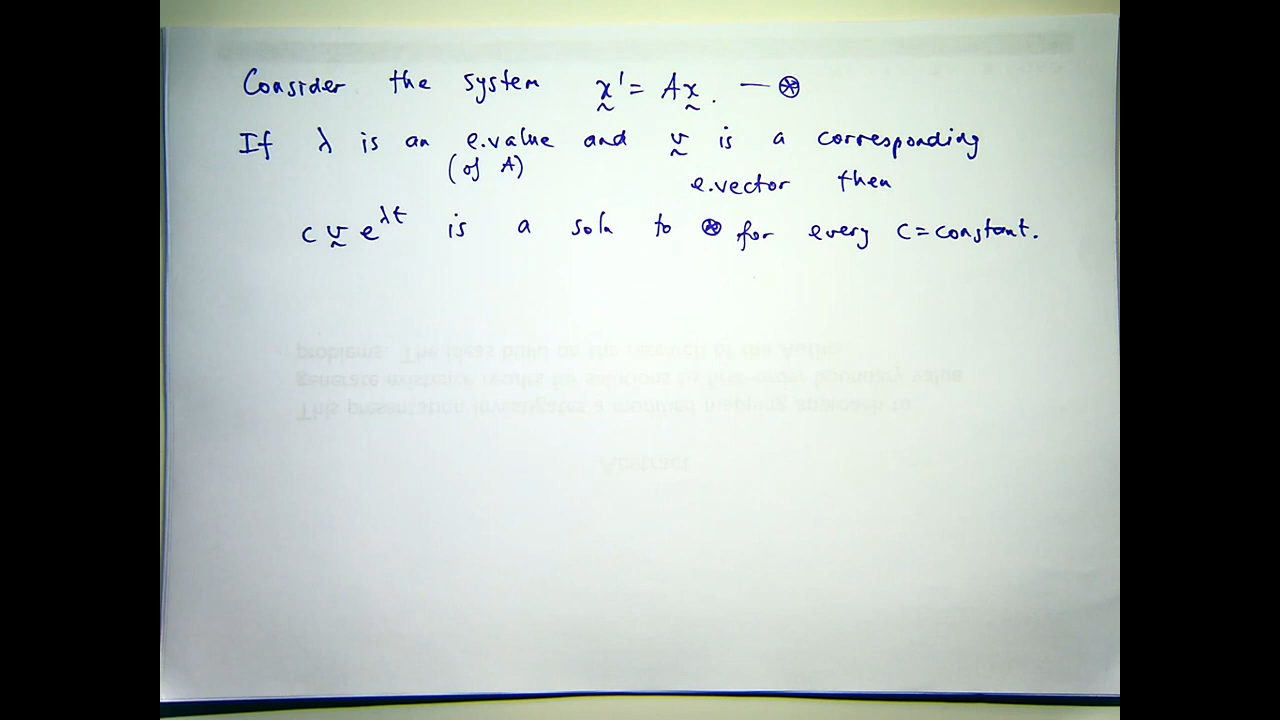 Consider the system x' = Ax. — ⊛
If λ is an e.value and v is a corresponding
(of A) e.vector then
c v e^{λt} is a soln to ⊛ for every c = constant.